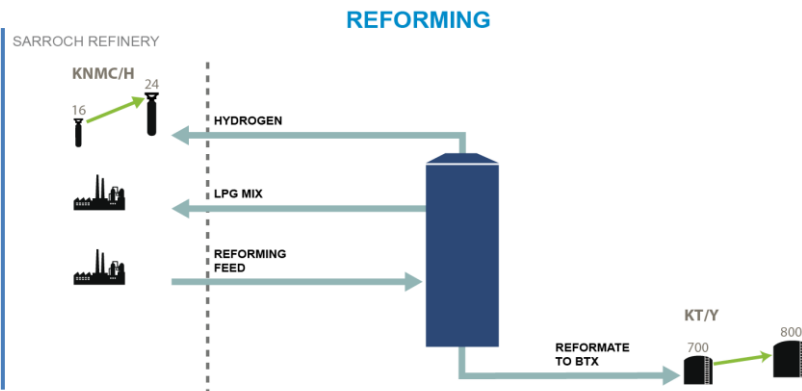 REFORMING
SARROCH REFINERY
KNMC/H
24
16
HYDROGEN
LPG MIX
REFORMING
FEED
KT/Y
800
700
REFORMATE
TO BTX